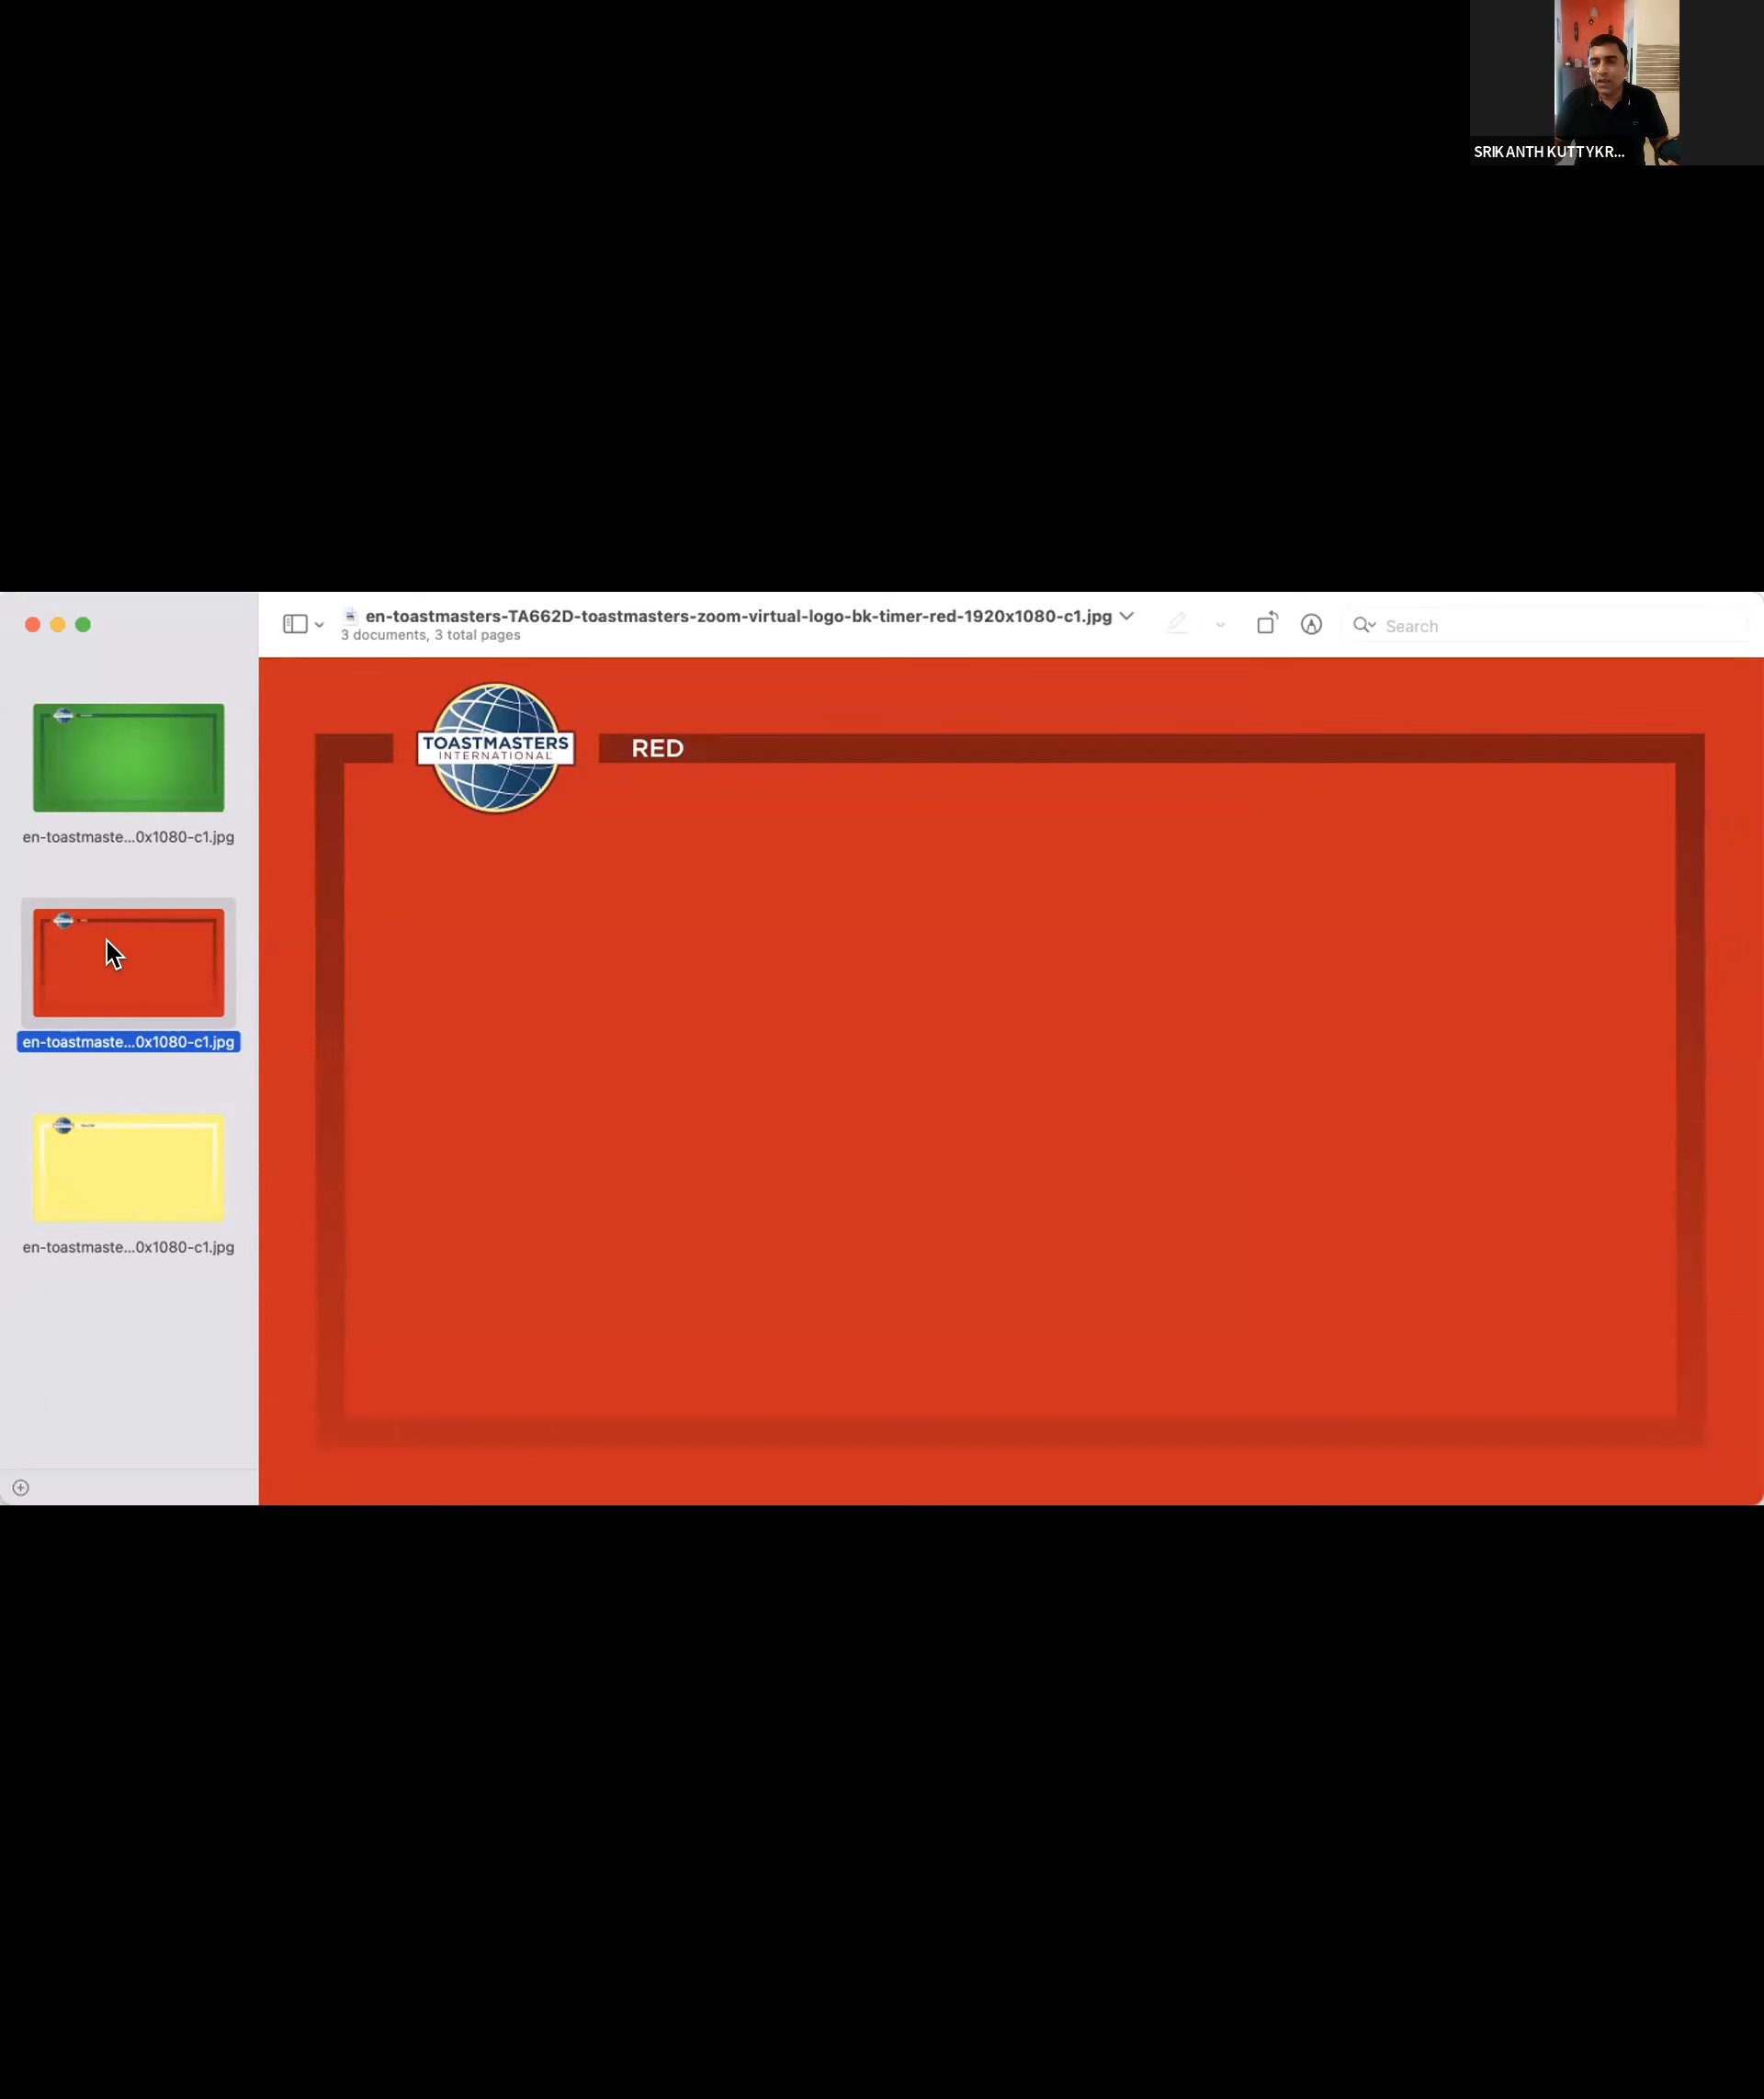 SRIKANTH KUTTYKR...
en-toastmasters-TA662D-toastmasters-zoom-virtual-logo-bk-timer-red-1920x1080-c1.jpg
3 documents, 3 total pages
Search
en-toastmaste...0x1080-c1.jpg
en-toastmaste...0x1080-c1.jpg
en-toastmaste...0x1080-c1.jpg
TOASTMASTERS
INTERNATIONAL
RED